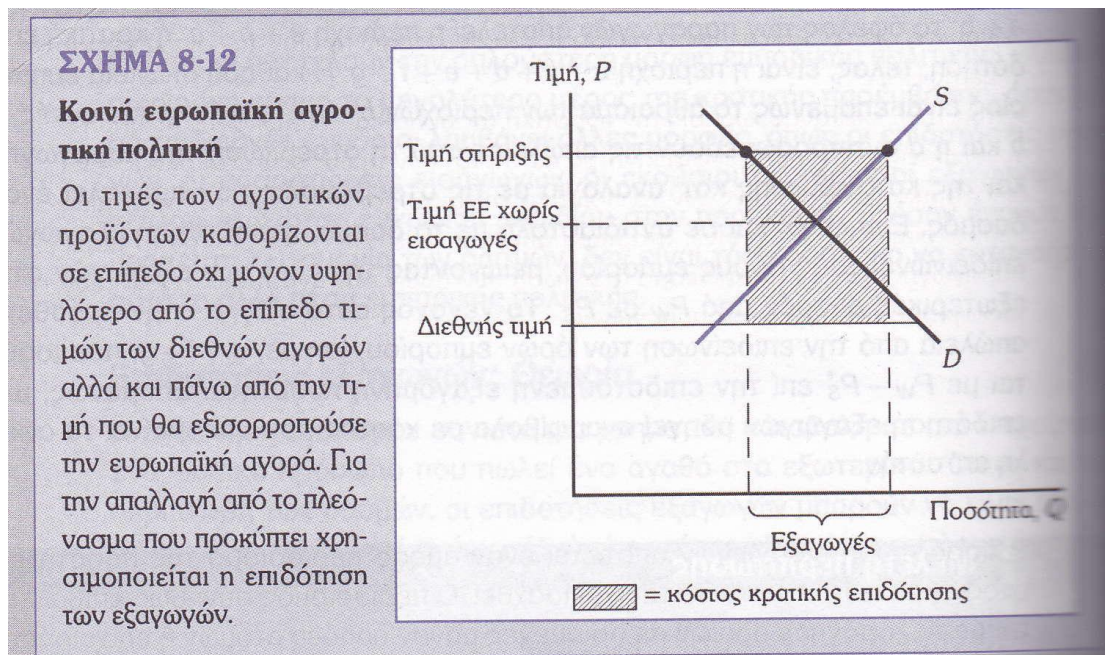 ΣΧΗΜΑ 8-12
Κοινή ευρωπαϊκή αγρο
τική πολιτική
Οι τιμές των αγροτικών
προϊόντων καθορίζονται
σε επίπεδο όχι μόνον υψη-
λότερο από το επίπεδο τι-
μών των διεθνών αγορών
αλλά και πάνω από την τι-
μή που θα εξισορροπούσε
την ευρωπαϊκή αγορά. Για
την απαλλαγή από το πλεό-
νασμα που προκύπτει χρη-
σιμοποιείται η επιδότηση
των εξαγωγών.
Τιμή, P
S
Τιμή στήριξης
Τιμή ΕΕ χωρίς
εισαγωγές
Διεθνής τιμή
D
Ποσότητα, Q
Εξαγωγές
= κόστος κρατικής επιδότησης